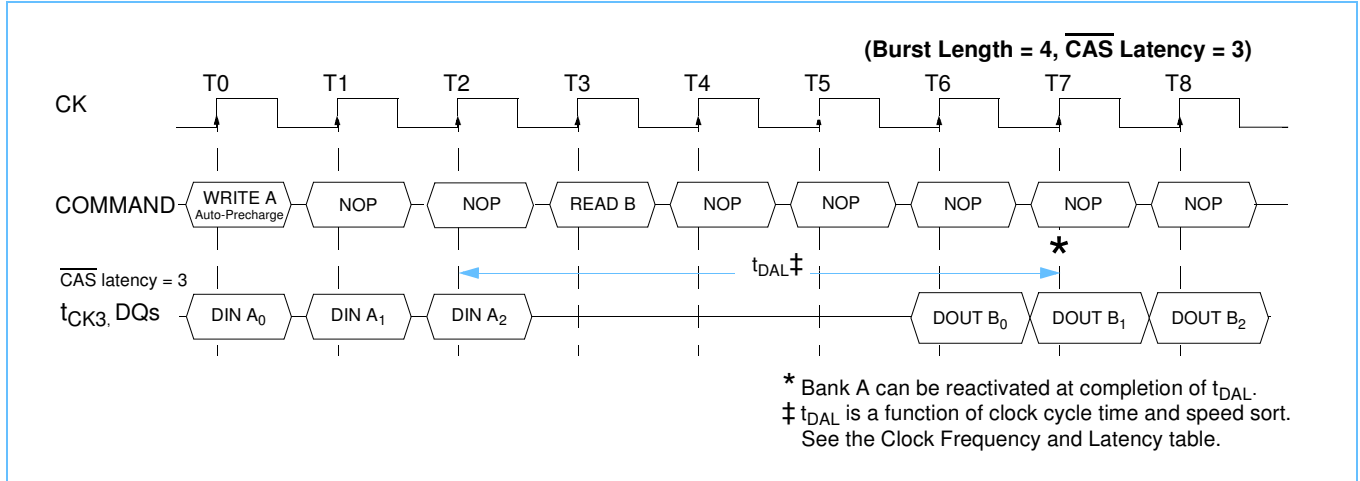 (Burst Length = 4, CAS Latency = 3)
T0 T1 T2 T3 T4 T5 T6 T7 T8
CK
COMMAND WRITE A Auto-Precharge NOP NOP READ B NOP NOP NOP NOP NOP
*
tDAL‡
CAS latency = 3
tCK3, DQs DIN A0 DIN A1 DIN A2 DOUT B0 DOUT B1 DOUT B2
* Bank A can be reactivated at completion of tDAL.
‡ tDAL is a function of clock cycle time and speed sort.
See the Clock Frequency and Latency table.